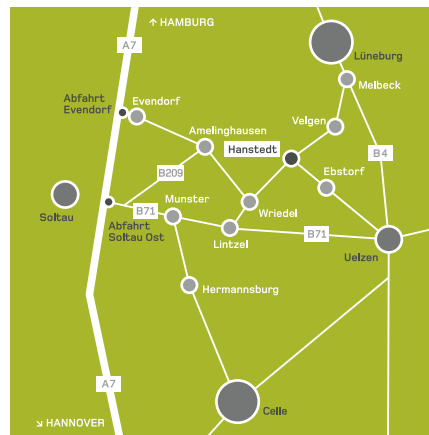 ↑ HAMBURG
A7
Lüneburg
Melbeck
Abfahrt
Evendorf
Evendorf
Velgen
Amelinghausen
Hanstedt
B4
B209
Ebstorf
Soltau
Munster
B71
Wriedel
Abfahrt
Soltau Ost
Lintzel
B71
Uelzen
Hermannsburg
A7
Celle
↘ HANNOVER